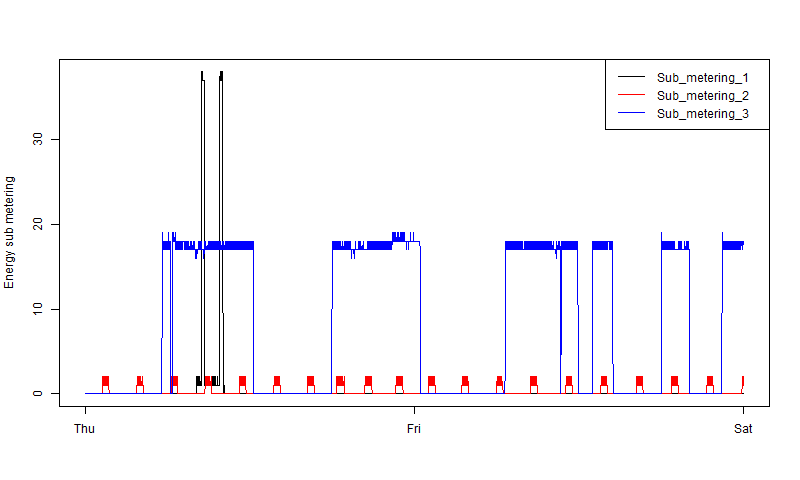 Sub_metering_1
Sub_metering_2
Sub_metering_3
Energy sub metering
30
20
10
0
Thu
Fri
Sat